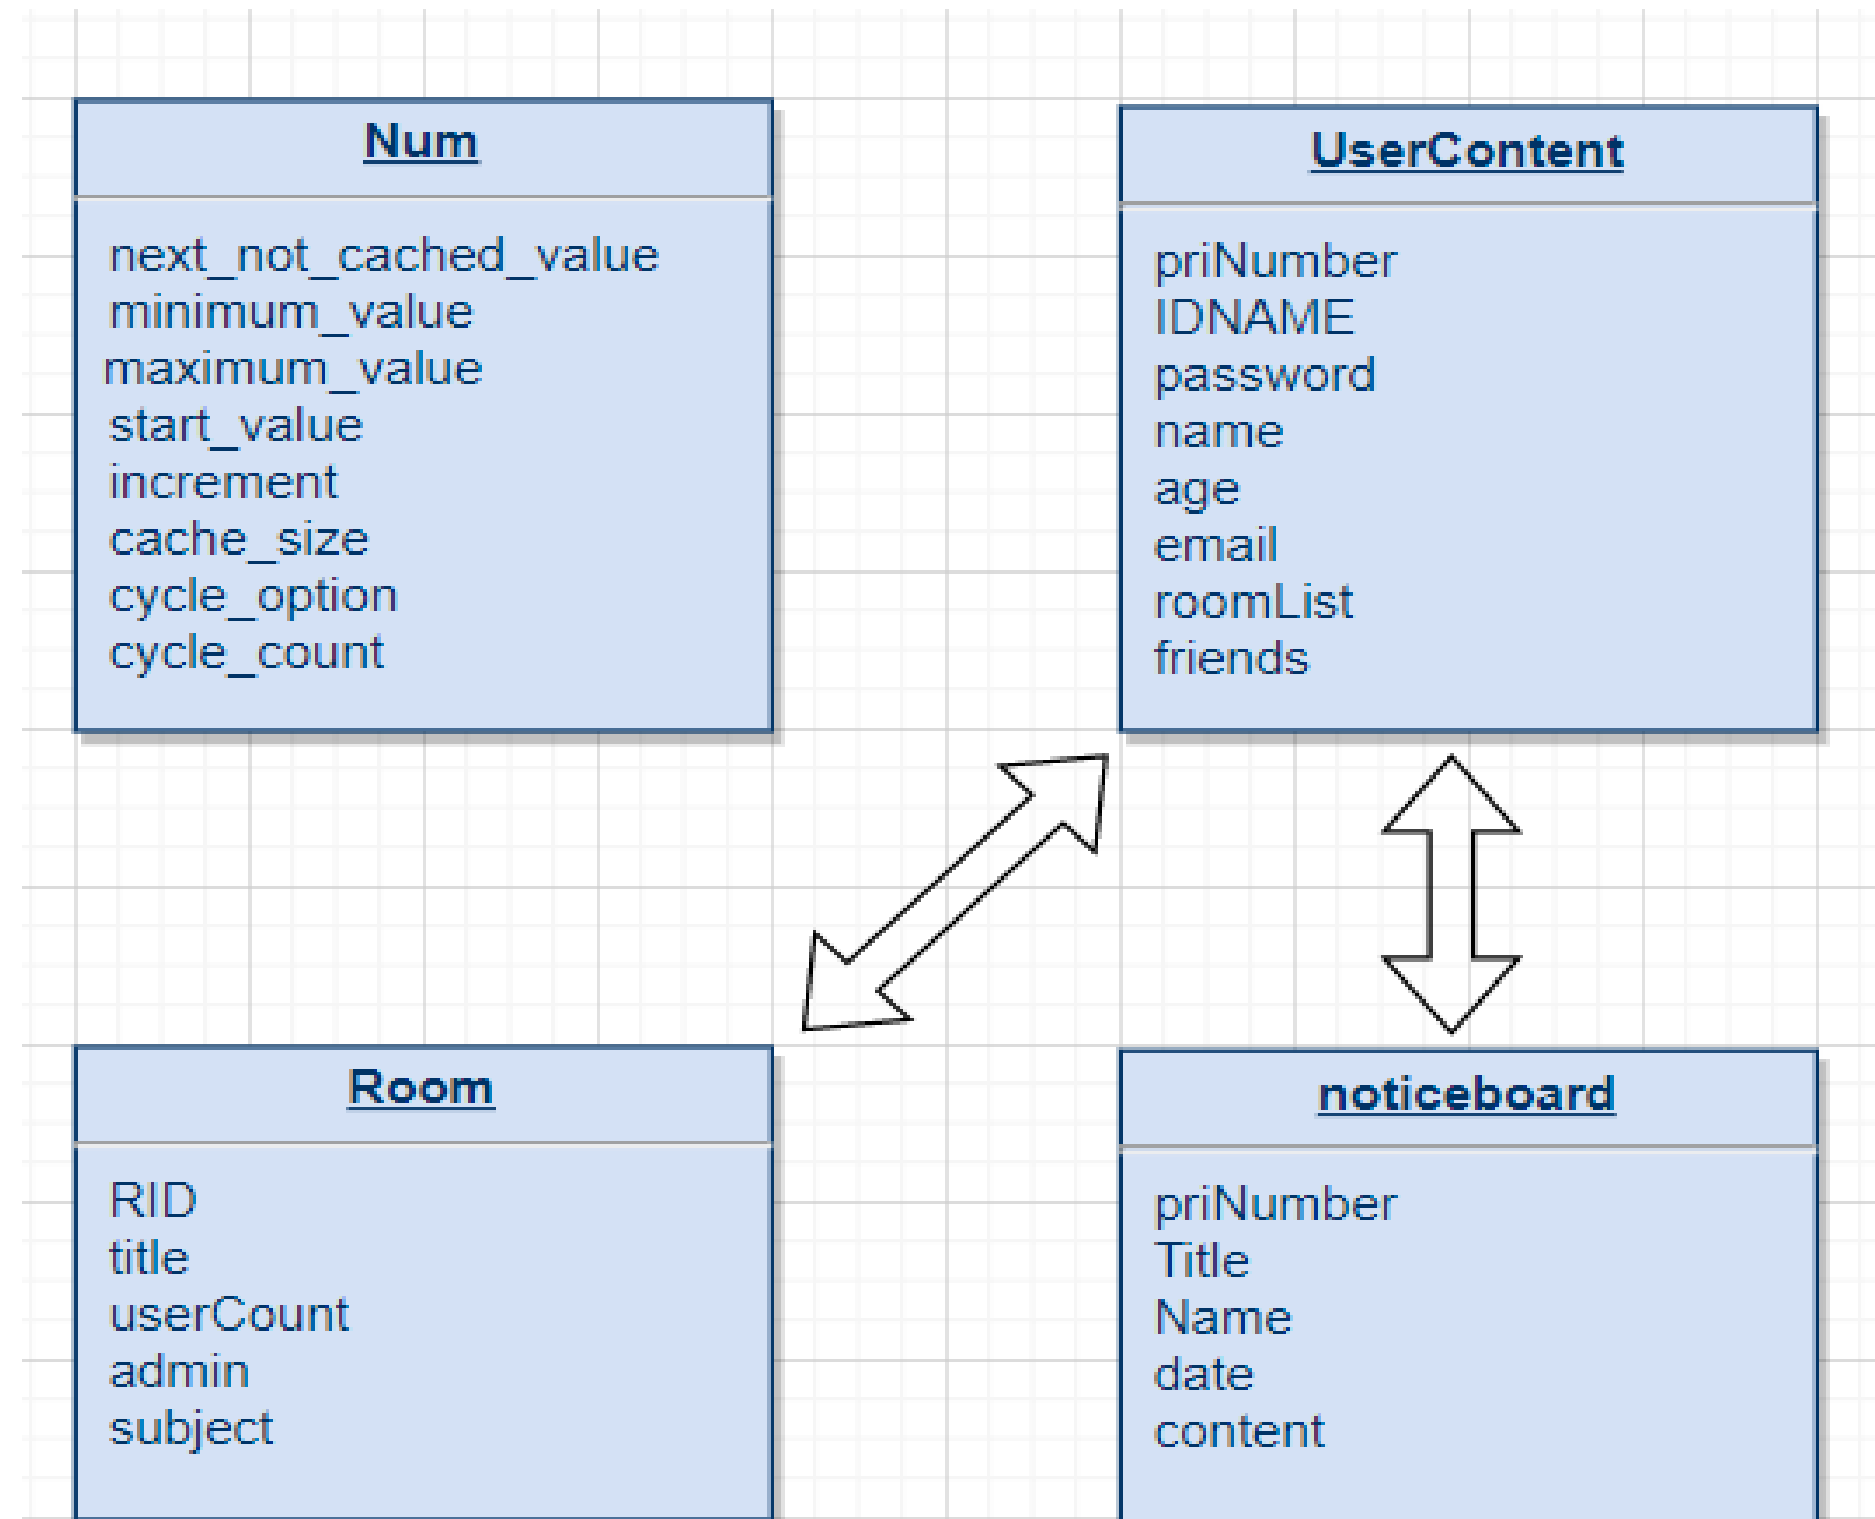 Num
next_not_cached_value
minimum_value
maximum_value
start_value
increment
cache_size
cycle_option
cycle_count
UserContent
priNumber
IDNAME
password
name
age
email
roomList
friends
Room
RID
title
userCount
admin
subject
noticeboard
priNumber
Title
Name
date
content